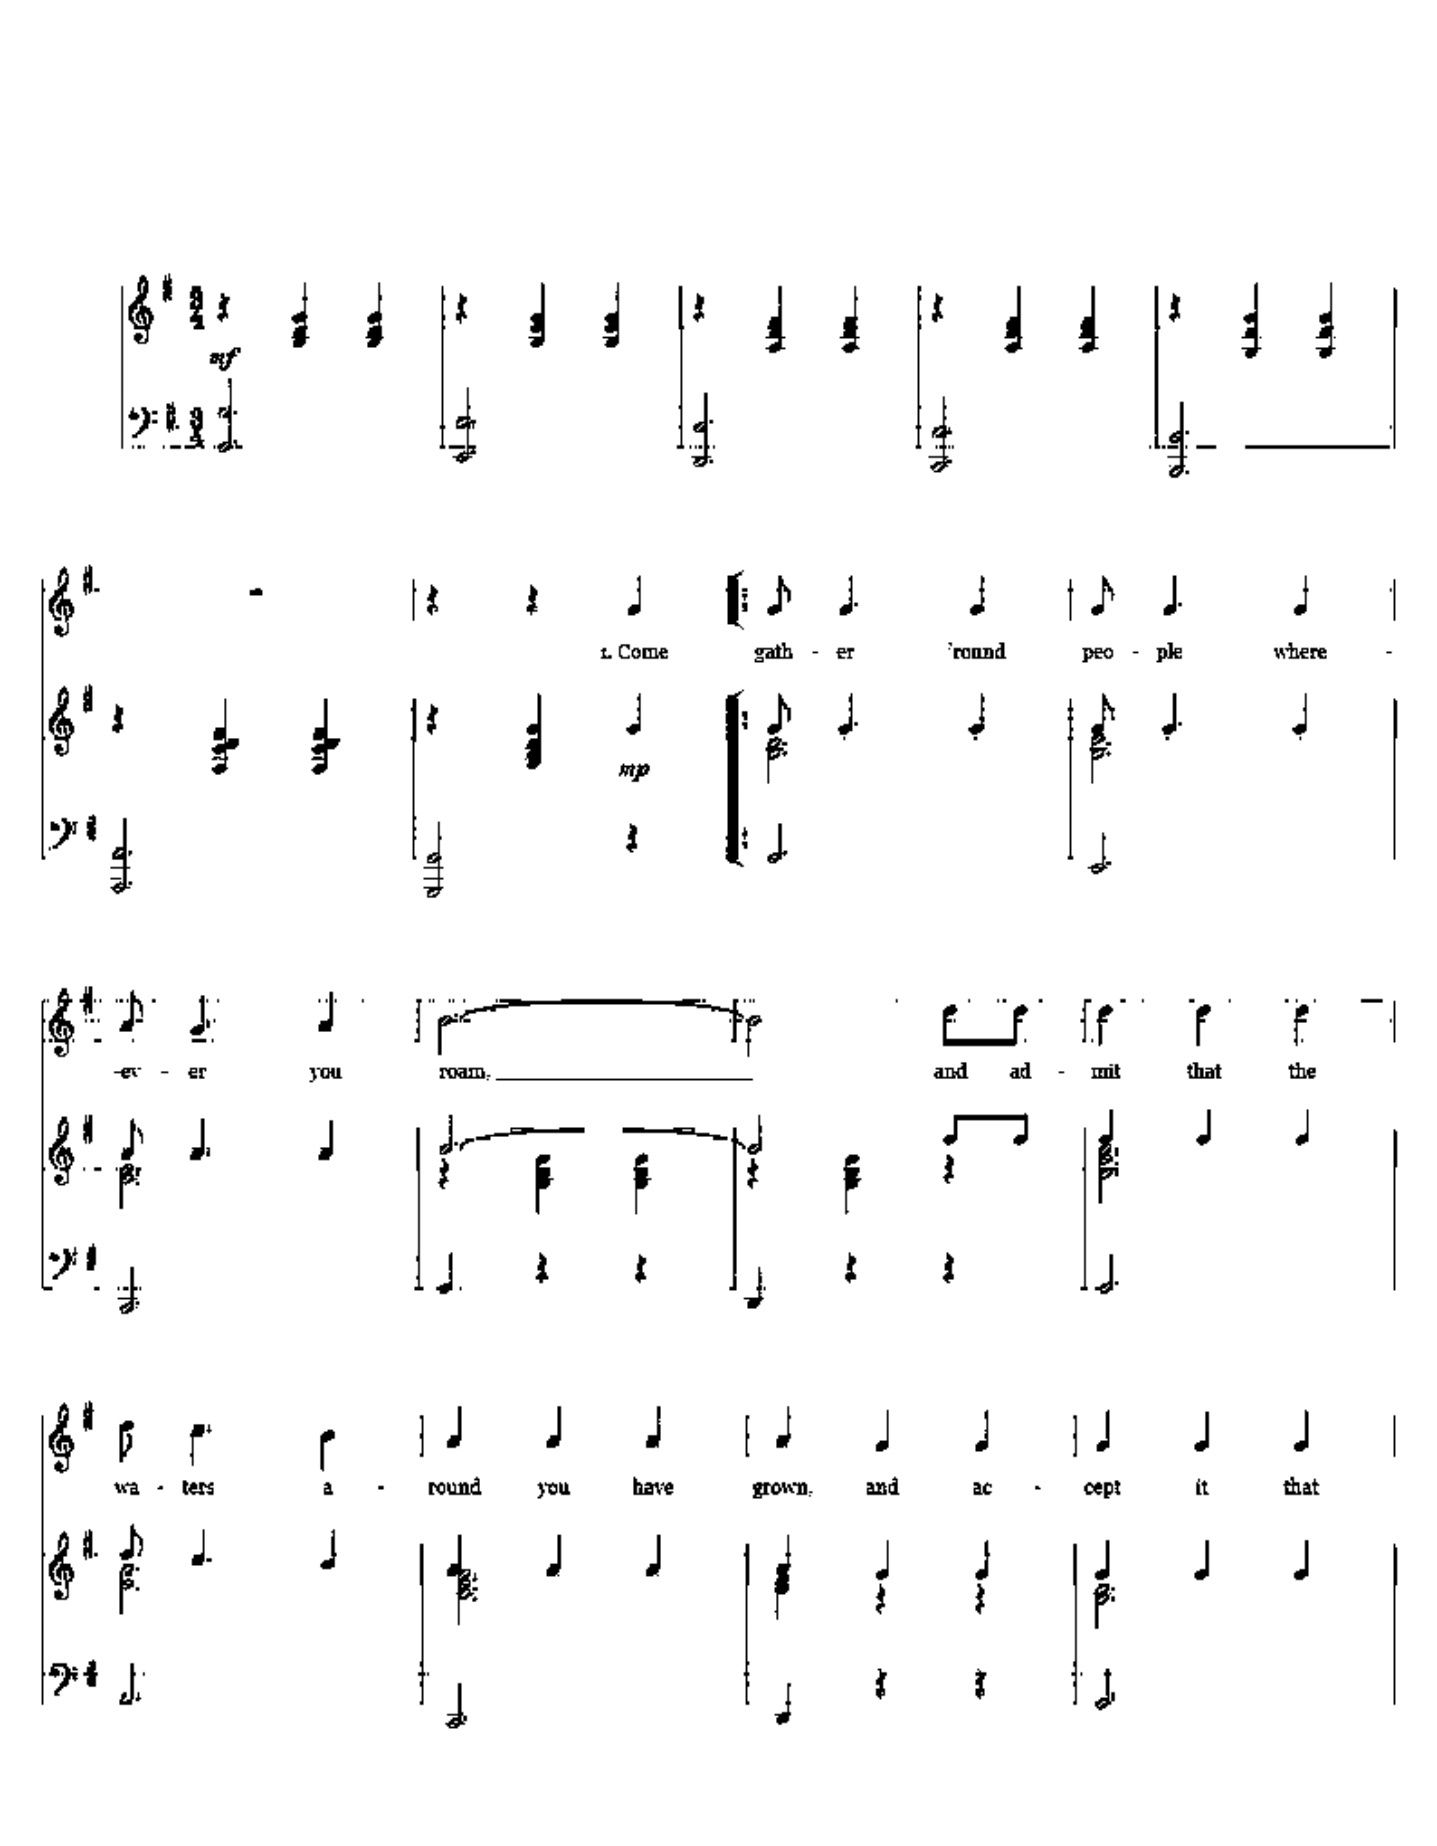 mf
1. Come gath - er 'round peo - ple where -
mp
-ev - er you roam, and ad - mit that the
wa - ters a - round you have grown, and ac - cept it that